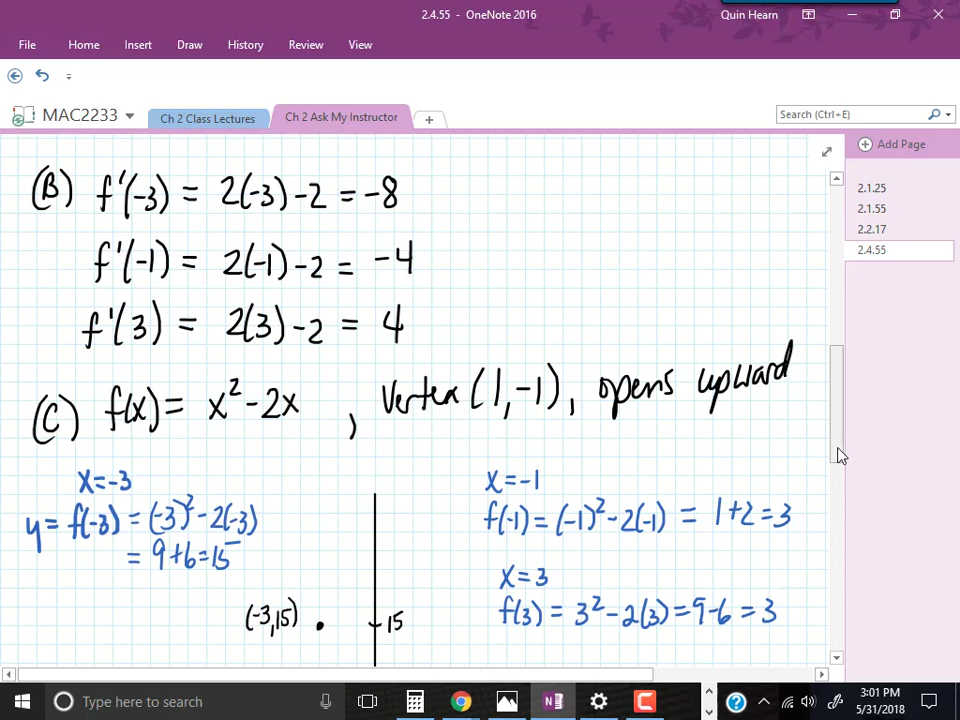 2.4.55 - OneNote 2016
Quin Hearn
File Home Insert Draw History Review View
MAC2233
Ch 2 Class Lectures
Ch 2 Ask My Instructor
Search (Ctrl+E)
Add Page
2.1.25
2.1.55
2.2.17
2.4.55
(B) f'(-3) = 2(-3)-2 = -8
f'(-1) = 2(-1)-2 = -4
f'(3) = 2(3)-2 = 4
(C) f(x) = x²-2x , Vertex (1,-1), opens upward
x=-3
y = f(-3) = (-3)²-2(-3)
= 9+6=15
x=-1
f(-1) = (-1)²-2(-1) = 1+2=3
x=3
f(3) = 3²-2(3)=9-6=3
(-3,15)
15
Type here to search
3:01 PM
5/31/2018